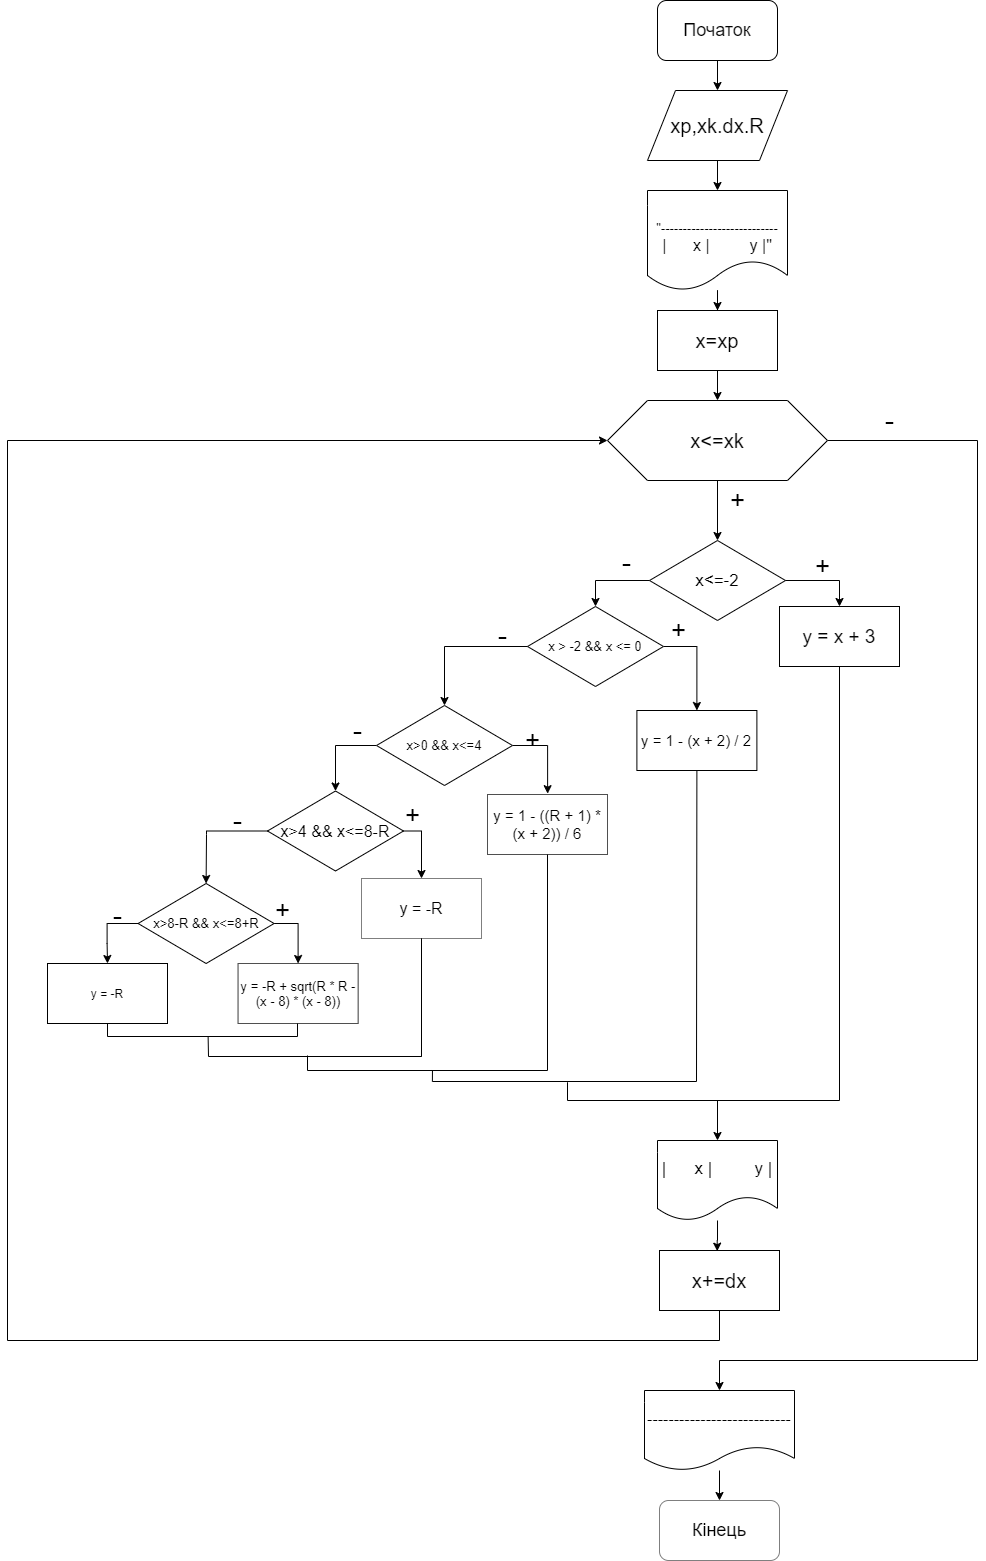 Початок
xp,xk.dx.R
"--------------------------
| x | y |"
x=xp
x<=xk
-
+
x<=-2
-
+
y = x + 3
x > -2 && x <= 0
-
+
y = 1 - (x + 2) / 2
x>0 && x<=4
-
+
y = 1 - ((R + 1) *
(x + 2)) / 6
x>4 && x<=8-R
-
+
y = -R
x>8-R && x<=8+R
-
+
y = -R
y = -R + sqrt(R * R -
(x - 8) * (x - 8))
| x | y |
x+=dx
---------------------------
Кінець